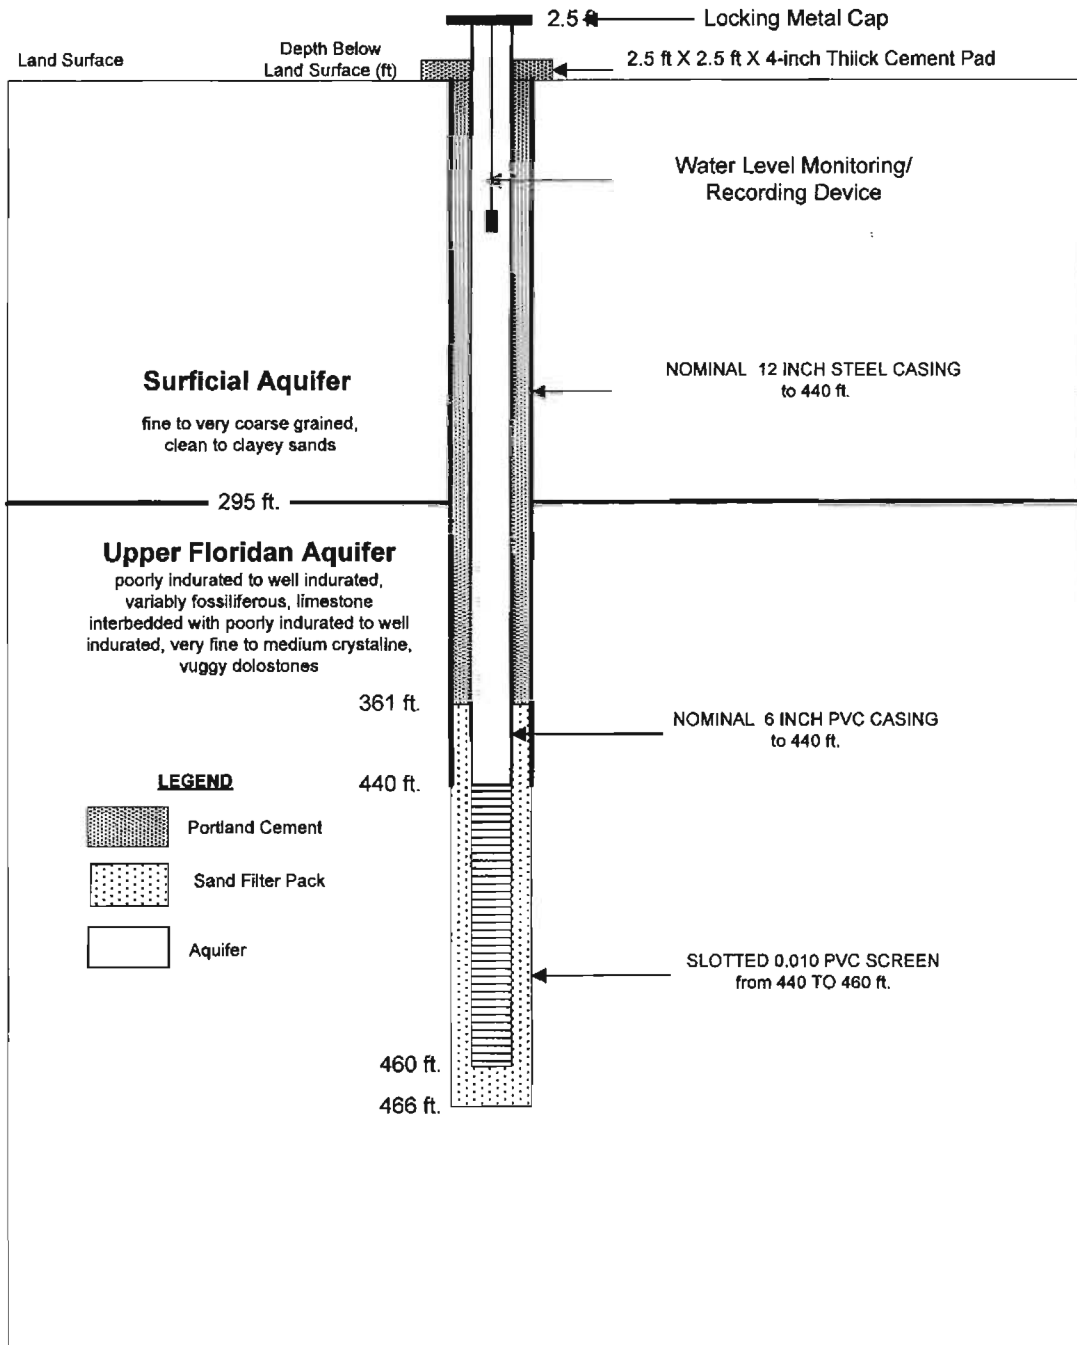 2.5 ft
Locking Metal Cap
Land Surface
Depth Below
Land Surface (ft)
2.5 ft X 2.5 ft X 4-inch Thiick Cement Pad
Water Level Monitoring/
Recording Device
NOMINAL 12 INCH STEEL CASING
to 440 ft.
Surficial Aquifer
fine to very coarse grained,
clean to clayey sands
295 ft.
Upper Floridan Aquifer
poorly indurated to well indurated,
variably fossiliferous, limestone
interbedded with poorly indurated to well
indurated, very fine to medium crystaline,
vuggy dolostones
361 ft.
NOMINAL 6 INCH PVC CASING
to 440 ft.
440 ft.
LEGEND
Portland Cement
Sand Filter Pack
Aquifer
SLOTTED 0.010 PVC SCREEN
from 440 TO 460 ft.
460 ft.
466 ft.